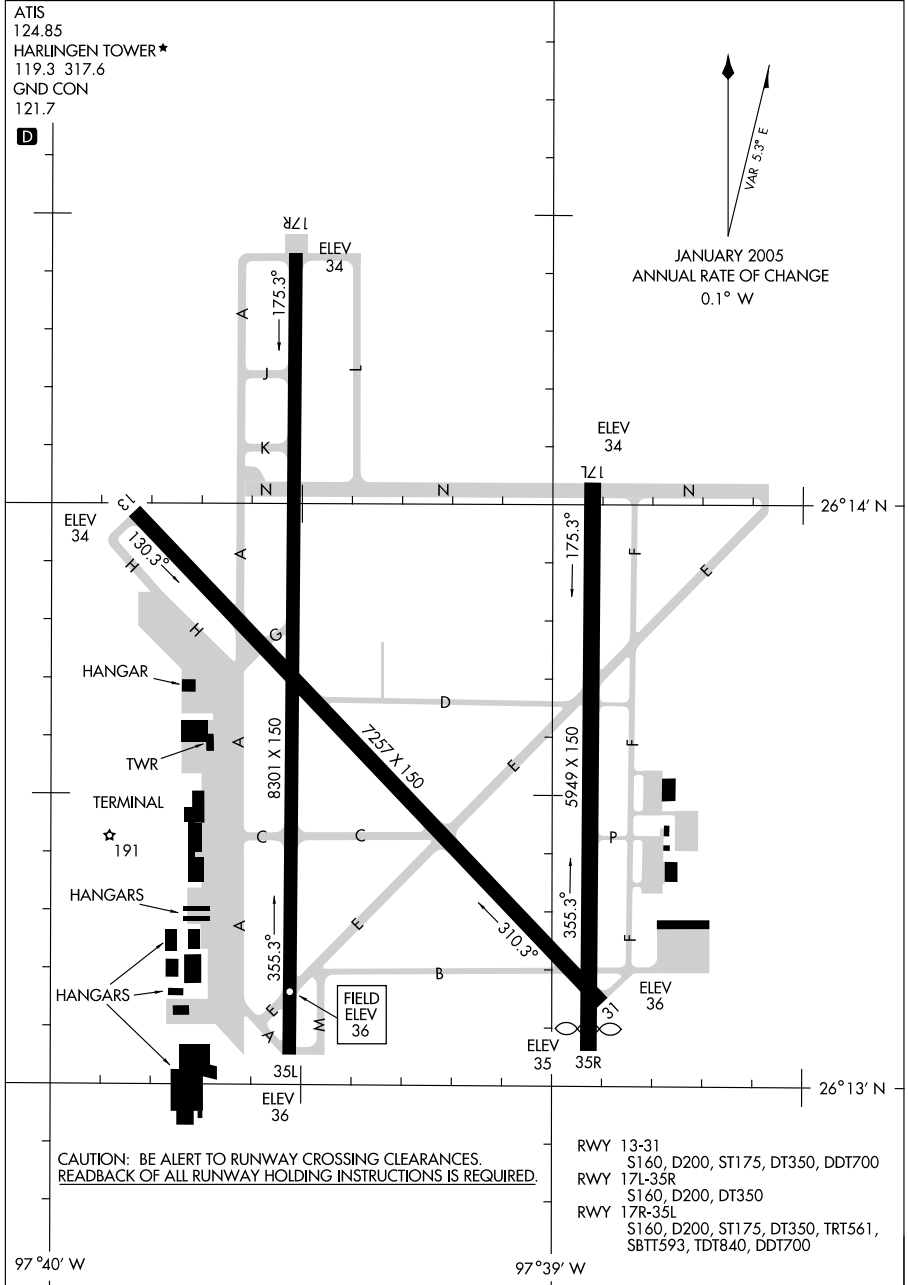 ATIS
124.85
HARLINGEN TOWER★
119.3 317.6
GND CON
121.7
D
VAR 5.3° E
JANUARY 2005
ANNUAL RATE OF CHANGE
0.1° W
17R
ELEV
34
175.3°
A
J
L
K
ELEV
34
17L
N
N
N
13
26°14' N
ELEV
34
130.3°
175.3°
A
F
H
E
H
G
HANGAR
D
A
8301 X 150
7257 X 150
5949 X 150
F
E
TWR
TERMINAL
191
C
C
P
HANGARS
355.3°
355.3°
A
E
310.3°
F
B
HANGARS
FIELD
ELEV
36
ELEV
36
31
E
A
M
ELEV
35
35R
35L
ELEV
36
26°13' N
CAUTION: BE ALERT TO RUNWAY CROSSING CLEARANCES.
READBACK OF ALL RUNWAY HOLDING INSTRUCTIONS IS REQUIRED.
RWY 13-31
S160, D200, ST175, DT350, DDT700
RWY 17L-35R
S160, D200, DT350
RWY 17R-35L
S160, D200, ST175, DT350, TRT561,
SBTT593, TDT840, DDT700
97°40' W
97°39' W